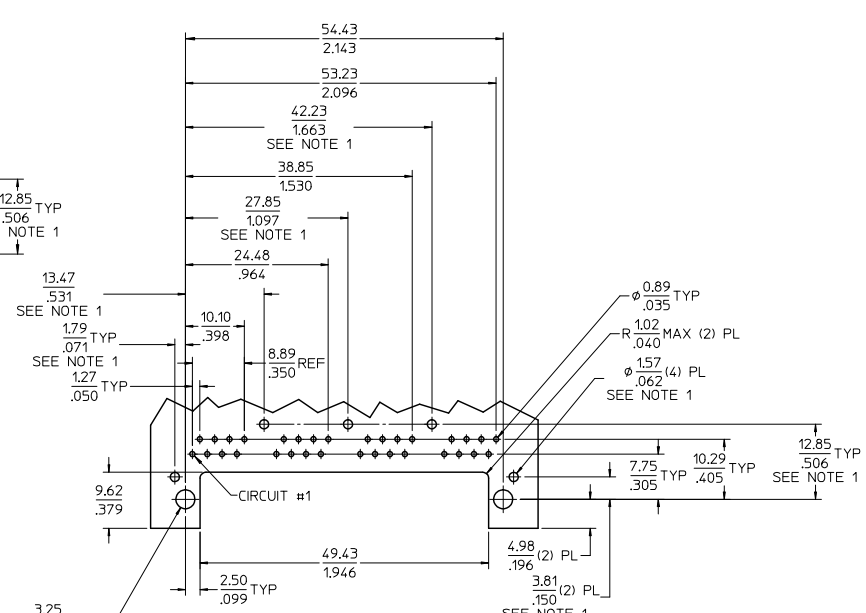 54.43
2.143
53.23
2.096
42.23
1.663
SEE NOTE 1
38.85
1.530
12.85 TYP
.506
NOTE 1
27.85
1.097
SEE NOTE 1
24.48
.964
13.47
.531
SEE NOTE 1
10.10
.398
ø 0.89 TYP
.035
1.79 TYP
.071
SEE NOTE 1
R 1.02 MAX (2) PL
.040
8.89 REF
.350
1.27 TYP
.050
ø 1.57 (4) PL
.062
SEE NOTE 1
12.85 TYP
.506
SEE NOTE 1
7.75 TYP
.305
10.29 TYP
.405
9.62
.379
CIRCUIT #1
49.43
1.946
4.98 (2) PL
.196
2.50 TYP
.099
3.81 (2) PL
.150
SEE NOTE 1
3.25